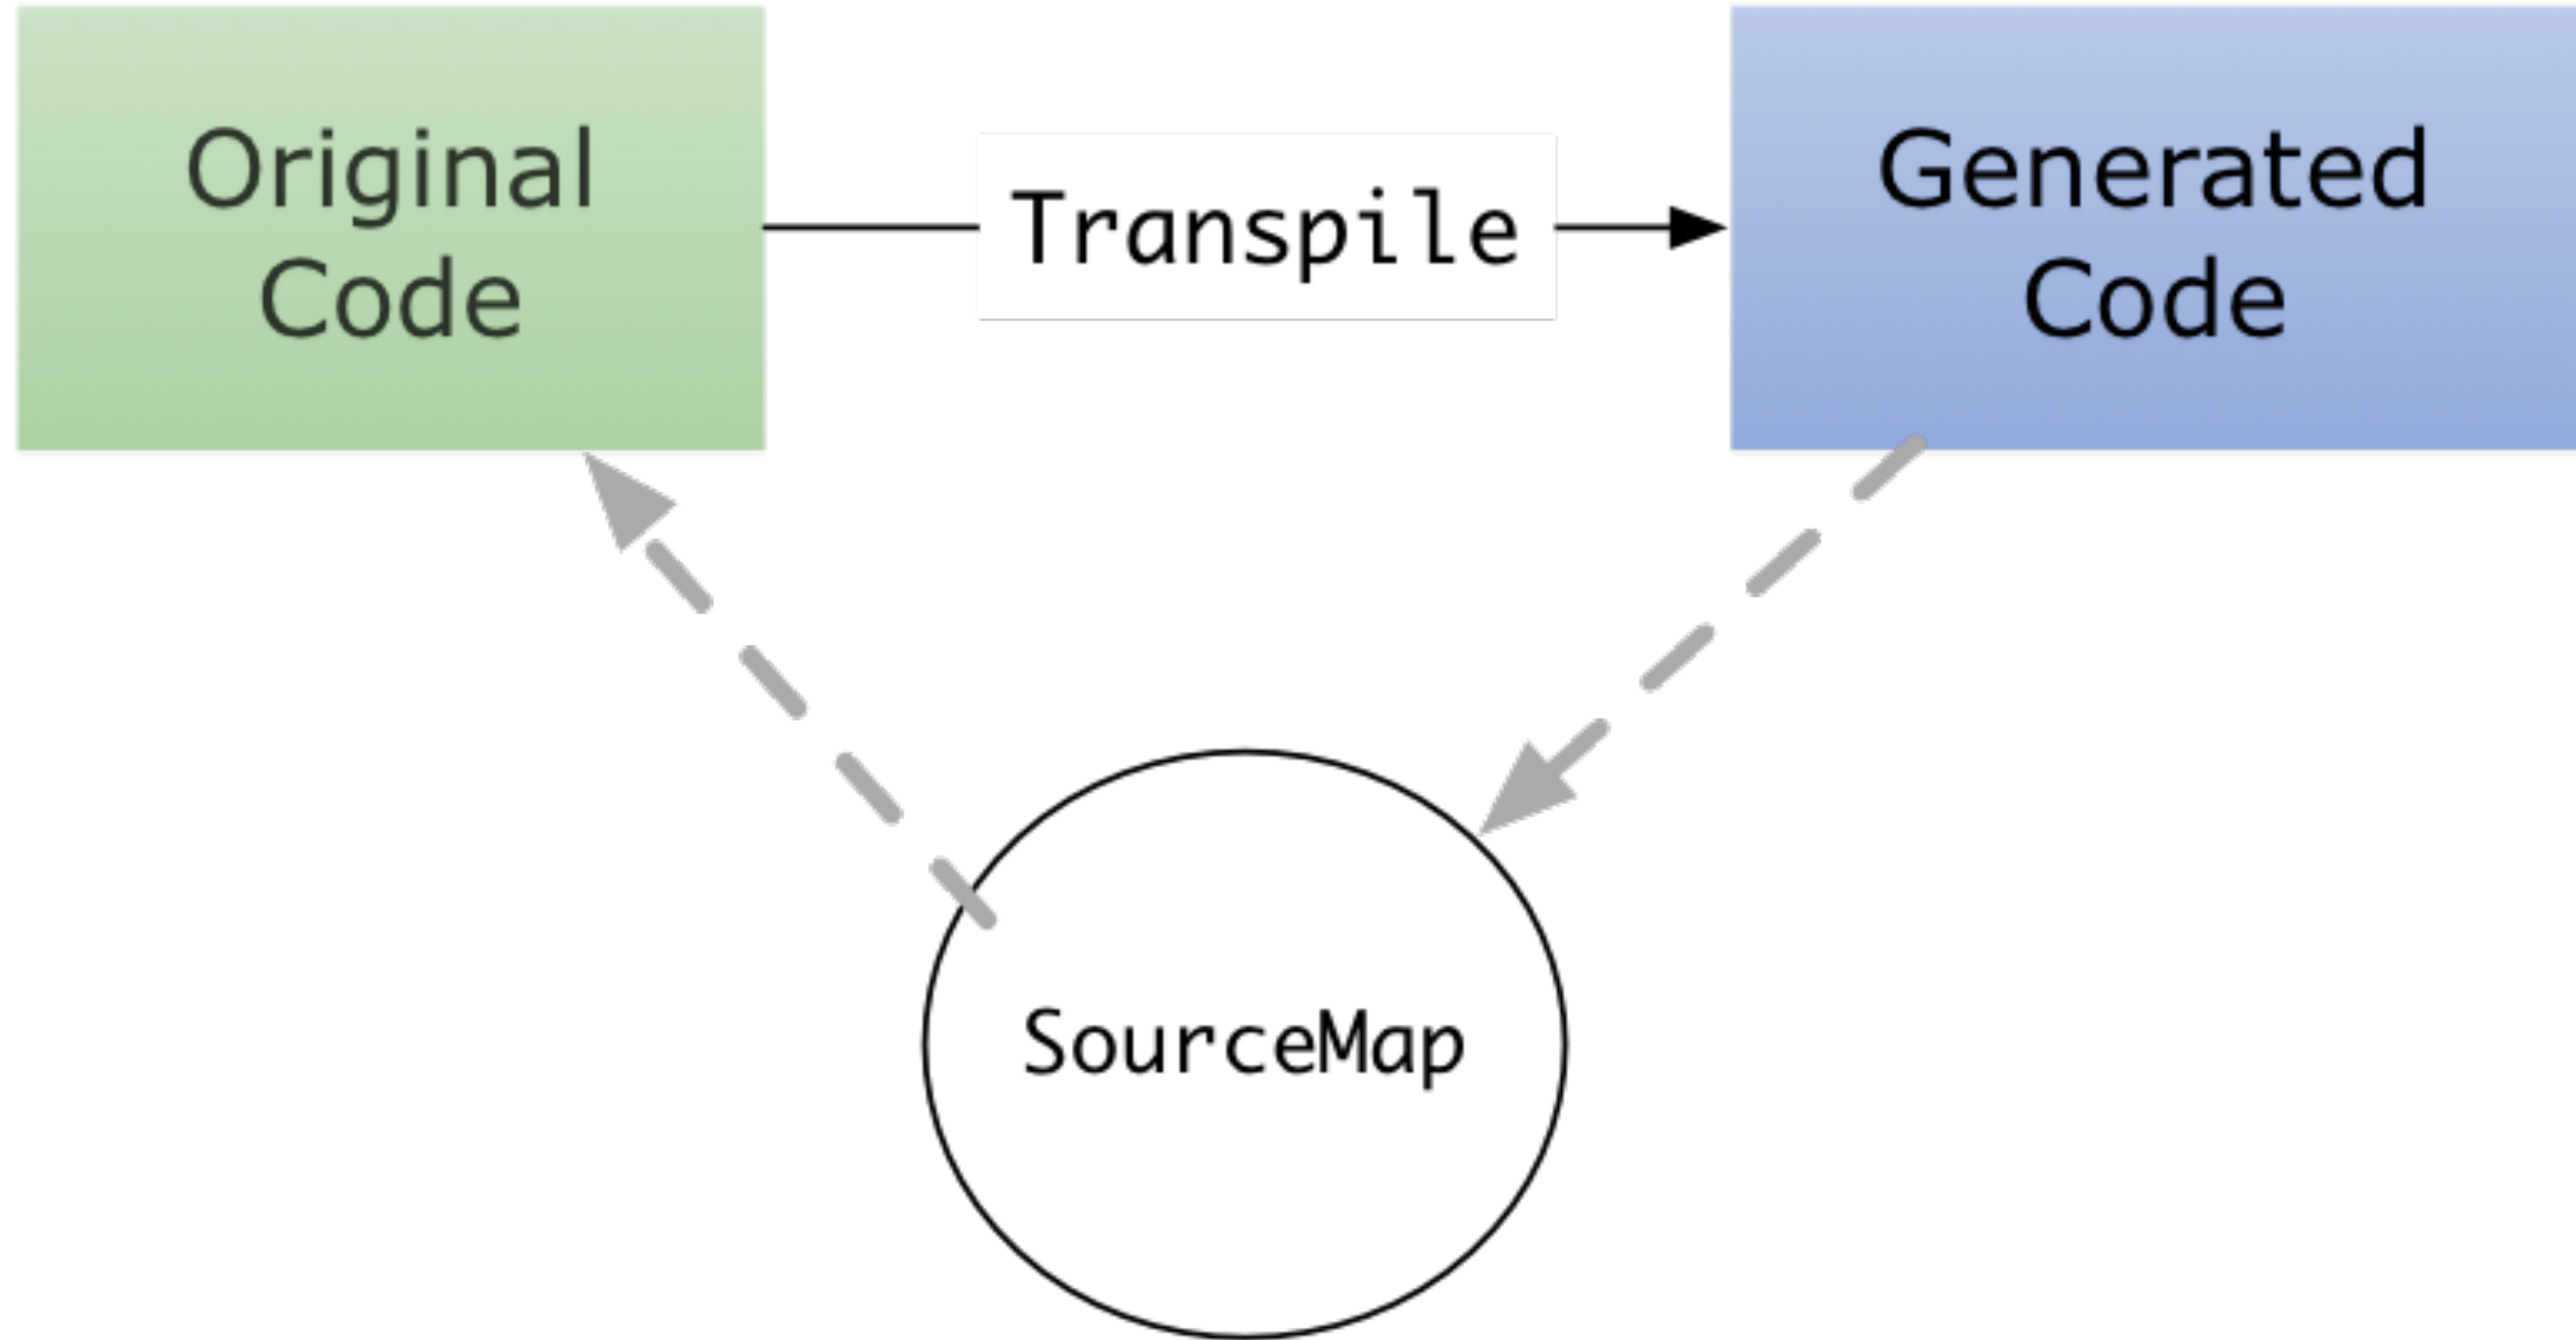 Original
Code
Transpile
Generated
Code
SourceMap